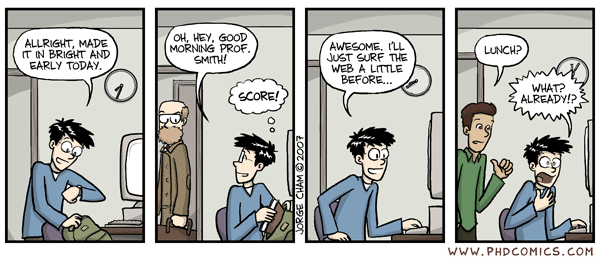 ALLRIGHT, MADE
IT IN BRIGHT AND
EARLY TODAY.
OH, HEY, GOOD
MORNING PROF.
SMITH!
SCORE!
JORGE CHAM © 2007
AWESOME. I'LL
JUST SURF THE
WEB A LITTLE
BEFORE...
LUNCH?
WHAT?
ALREADY!?
WWW.PHDCOMICS.COM